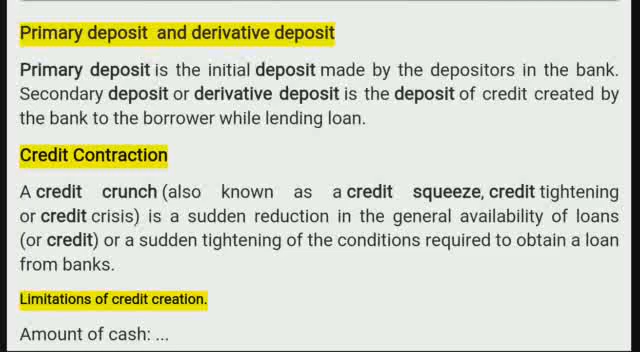 Primary deposit and derivative deposit
Primary deposit is the initial deposit made by the depositors in the bank.
Secondary deposit or derivative deposit is the deposit of credit created by
the bank to the borrower while lending loan.
Credit Contraction
A credit crunch (also known as a credit squeeze, credit tightening
or credit crisis) is a sudden reduction in the general availability of loans
(or credit) or a sudden tightening of the conditions required to obtain a loan
from banks.
Limitations of credit creation.
Amount of cash: ...